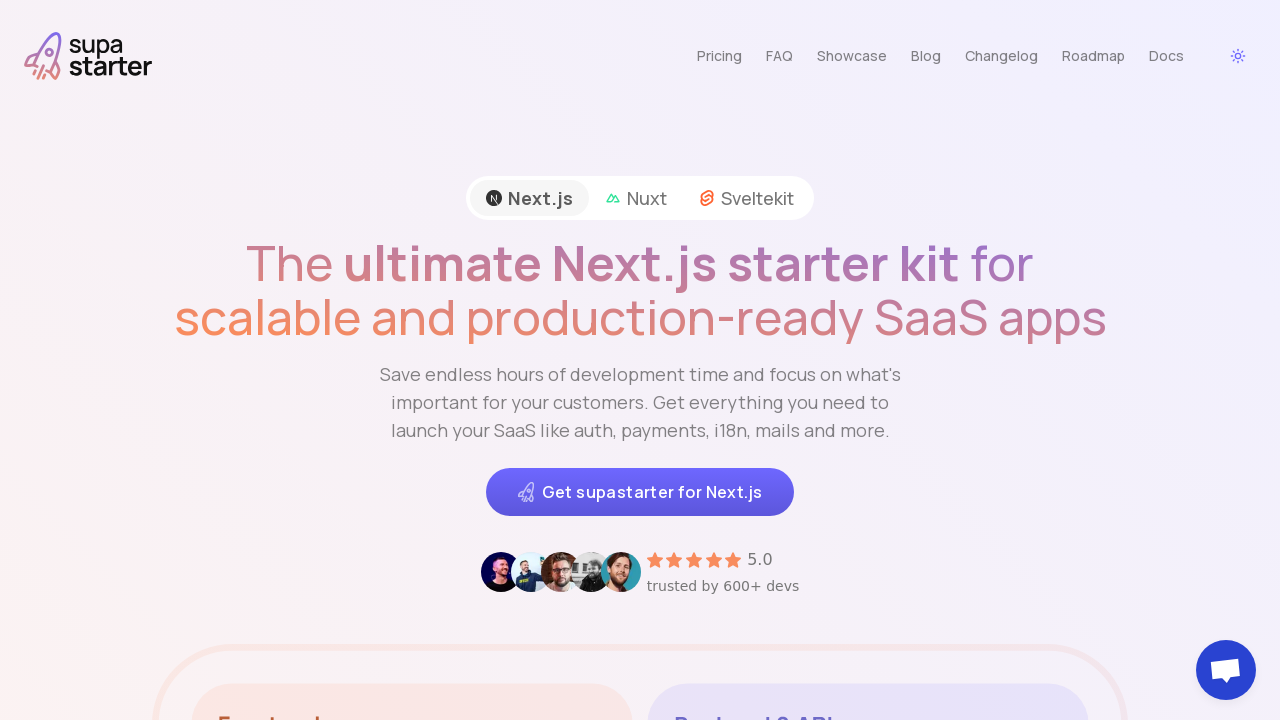 supa
starter
Pricing FAQ Showcase Blog Changelog Roadmap Docs
Next.js Nuxt Sveltekit
The ultimate Next.js starter kit for
scalable and production-ready SaaS apps
Save endless hours of development time and focus on what's
important for your customers. Get everything you need to
launch your SaaS like auth, payments, i18n, mails and more.
Get supastarter for Next.js
5.0
trusted by 600+ devs
Frontend Backend & API